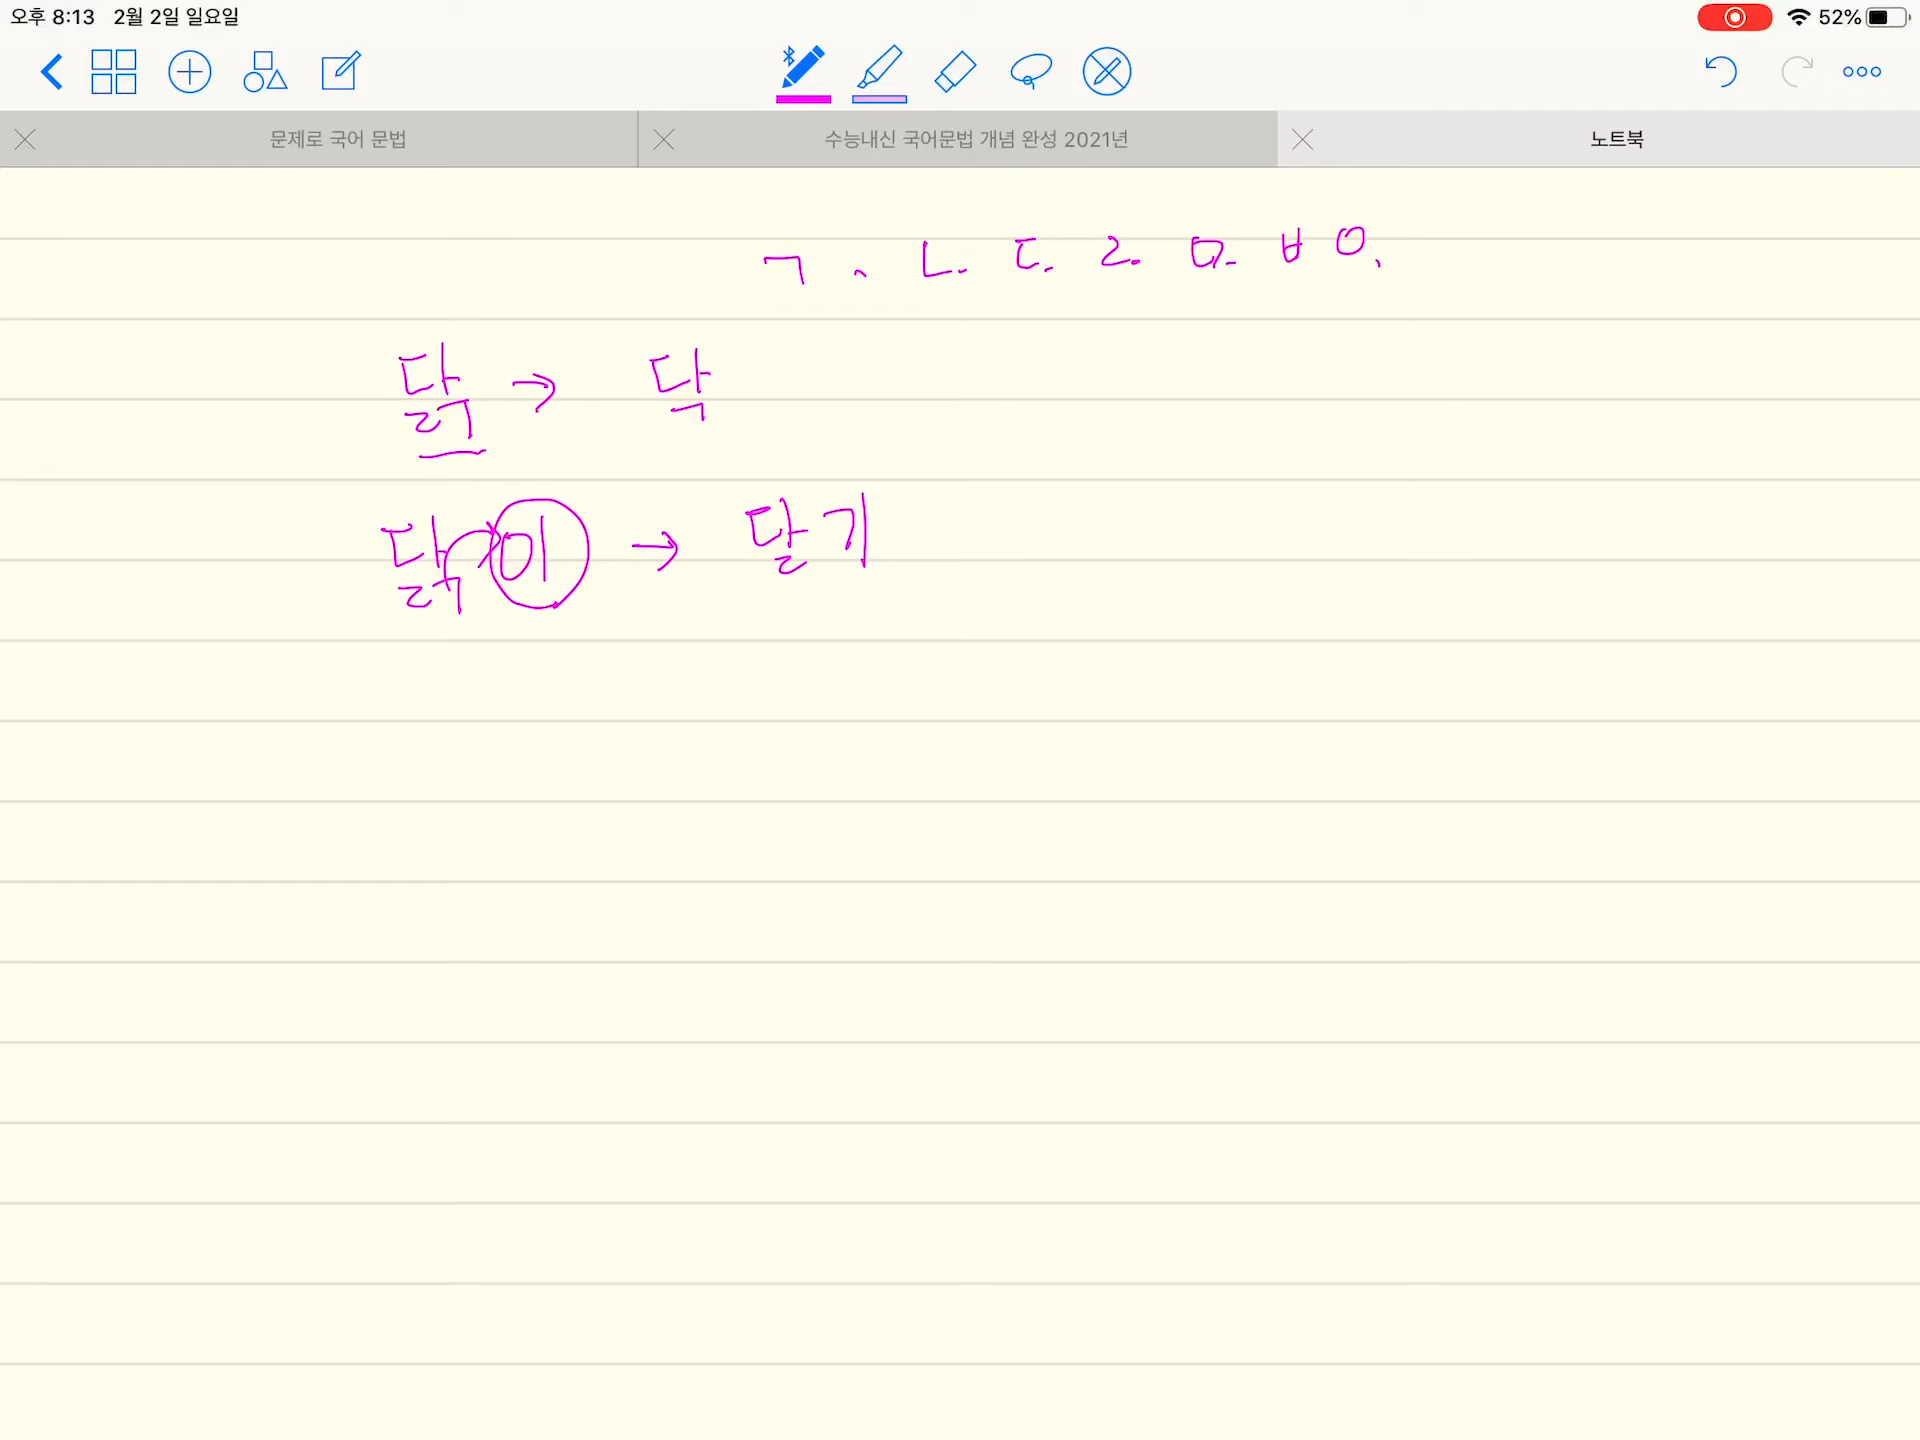 오후 8:13 2월 2일 일요일 52%
문제로 국어 문법 수능내신 국어문법 개념 완성 2021년 노트북
ㄱ. ㄴ. ㄷ. ㄹ. ㅁ. ㅂ ㅇ.
닭 → 닥
닭이 → 달기